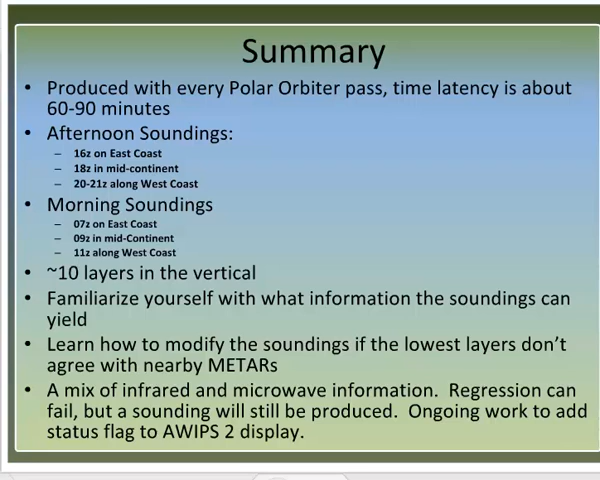 Summary
• Produced with every Polar Orbiter pass, time latency is about
60-90 minutes
• Afternoon Soundings:
– 16z on East Coast
– 18z in mid-continent
– 20-21z along West Coast
• Morning Soundings
– 07z on East Coast
– 09z in mid-Continent
– 11z along West Coast
• ~10 layers in the vertical
• Familiarize yourself with what information the soundings can
yield
• Learn how to modify the soundings if the lowest layers don’t
agree with nearby METARs
• A mix of infrared and microwave information.  Regression can
fail, but a sounding will still be produced.  Ongoing work to add
status flag to AWIPS 2 display.